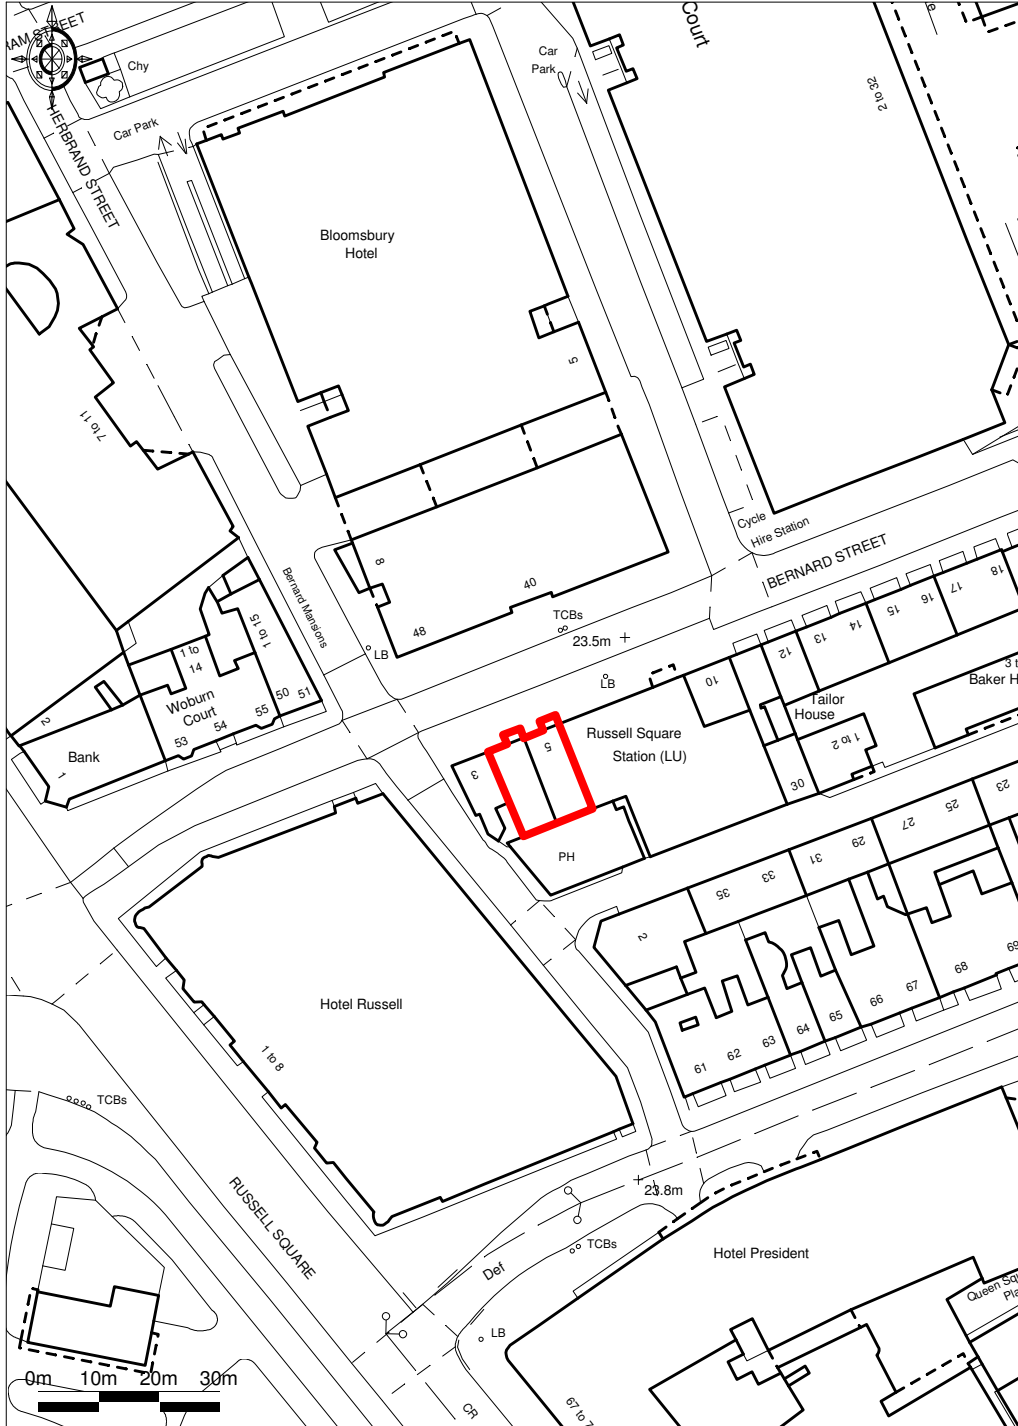 Court
HERBRAND STREET
Chy
Car
Park
2 to 32
Car Park
Bloomsbury
Hotel
5
7 to 11
Cycle
Hire Station
BERNARD STREET
8
40
48
TCBs
23.5m
LB
LB
Bernard Mansions
1 to 15
1 to
14
Woburn
Court
50
51
53
54
55
2
Bank
1
3
5
Russell Square
Station (LU)
PH
10
12
13
14
15
16
17
18
Tailor
House
1 to 2
30
Baker H
23
25
27
29
31
33
35
2
61
62
63
64
65
66
67
68
69
Hotel Russell
1 to 8
TCBs
RUSSELL SQUARE
23.8m
TCBs
Def
LB
CR
Hotel President
67 to 7
0m
10m
20m
30m